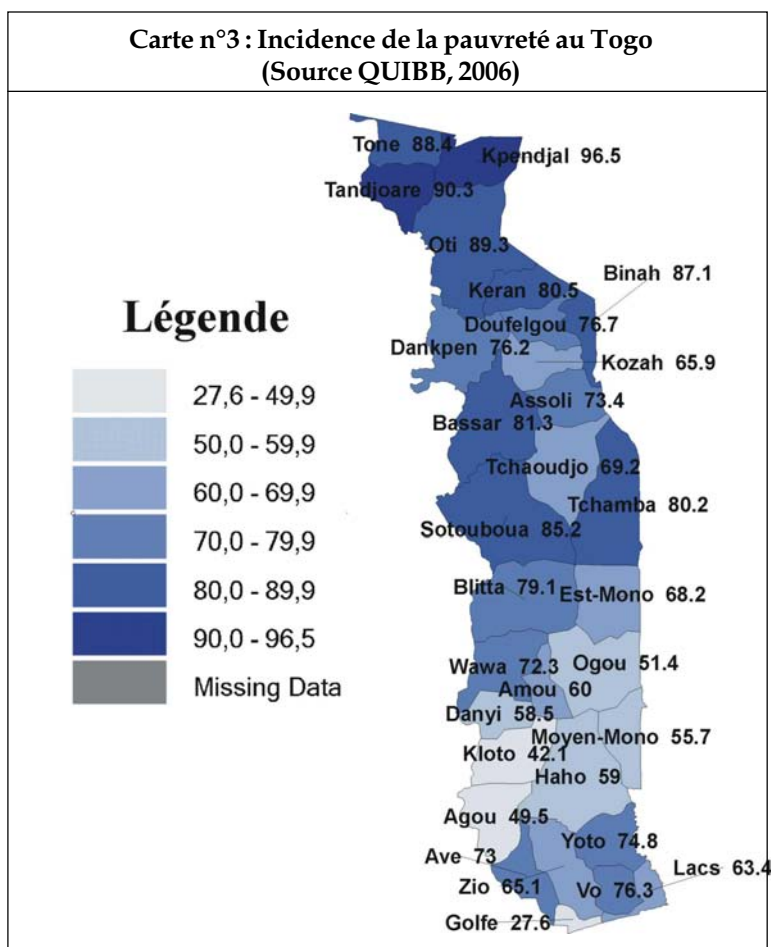 Carte n°3 : Incidence de la pauvreté au Togo
(Source QUIBB, 2006)
Tone 88.4
Kpendjal 96.5
Tandjoare 90.3
Oti 89.3
Binah 87.1
Keran 80.5
Doufelgou 76.7
Dankpen 76.2
Kozah 65.9
Assoli 73.4
Bassar 81.3
Tchaoudjo 69.2
Tchamba 80.2
Sotouboua 85.2
Blitta 79.1
Est-Mono 68.2
Wawa 72.3
Ogou 51.4
Amou 60
Danyi 58.5
Moyen-Mono 55.7
Kloto 42.1
Haho 59
Agou 49.5
Yoto 74.8
Ave 73
Lacs 63.4
Zio 65.1
Vo 76.3
Golfe 27.6
Légende
27,6 - 49,9
50,0 - 59,9
60,0 - 69,9
70,0 - 79,9
80,0 - 89,9
90,0 - 96,5
Missing Data